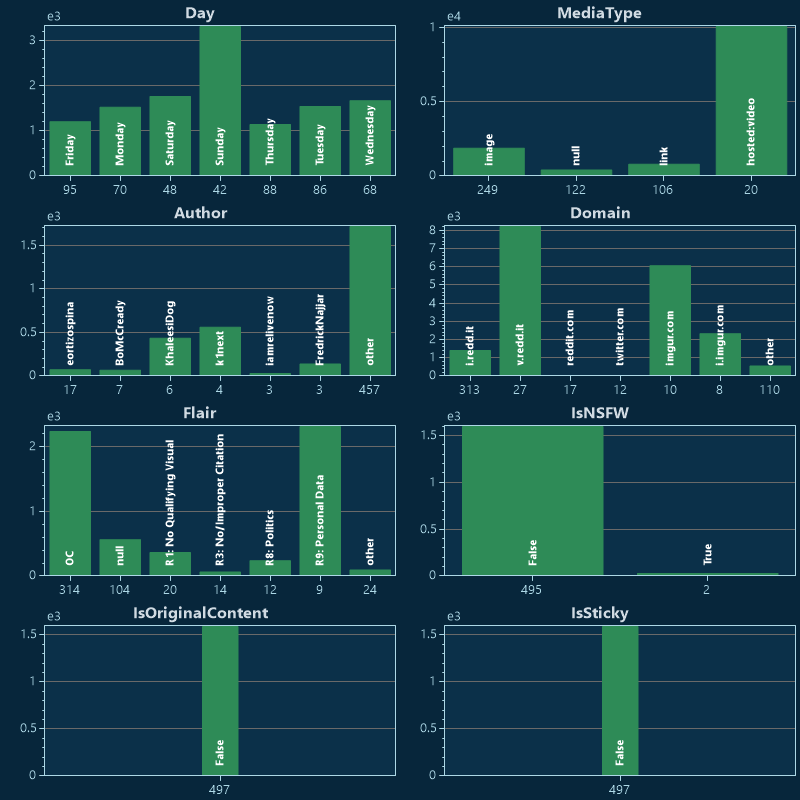 Day
MediaType
e3
3
2
1
0
Friday
Monday
Saturday
Sunday
Thursday
Tuesday
Wednesday
95 70 48 42 88 86 68
e4
1
0.5
0
image
null
link
hosted:video
249 122 106 20
Author
Domain
e3
1.5
1
0.5
0
eortizospina
BoMcCready
KhaleesiDog
k1next
iamrelivenow
FredrickNajjar
other
17 7 6 4 3 3 457
e3
8
7
6
5
4
3
2
1
0
i.redd.it
v.redd.it
reddit.com
twitter.com
imgur.com
i.imgur.com
other
313 27 17 12 10 8 110
Flair
IsNSFW
e3
2
1
0
OC
null
R1: No Qualifying Visual
R3: No/Improper Citation
R8: Politics
R9: Personal Data
other
314 104 20 14 12 9 24
e3
1.5
1
0.5
0
False
True
495 2
IsOriginalContent
IsSticky
e3
1.5
1
0.5
0
False
497
e3
1.5
1
0.5
0
False
497